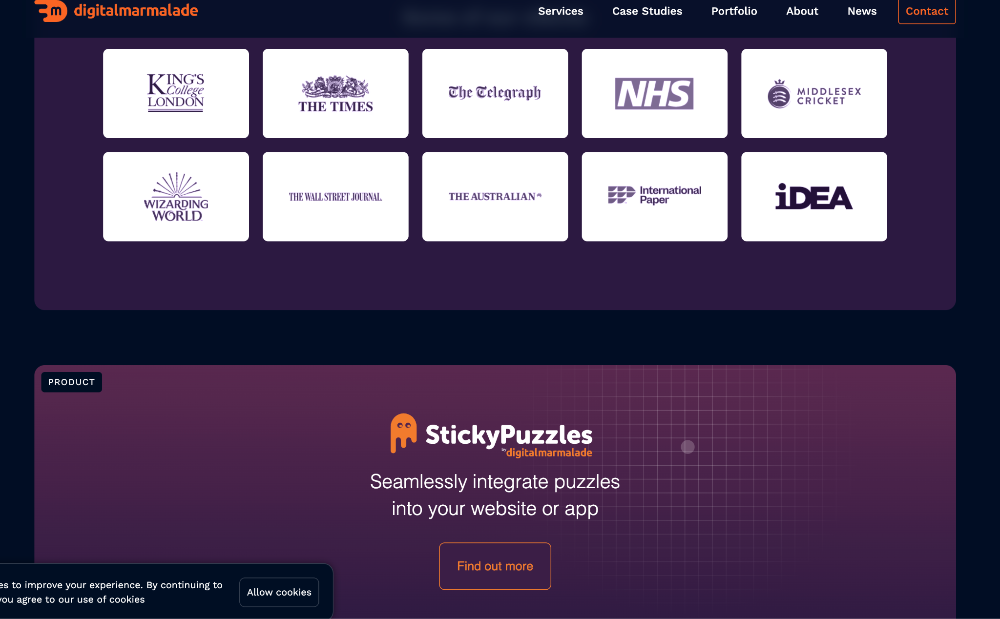 m digitalmarmalade
Services Case Studies Portfolio About News Contact
KING'S
College
LONDON
THE TIMES
The Telegraph
NHS
MIDDLESEX
CRICKET
WIZARDING
WORLD
THE WALL STREET JOURNAL.
THE AUSTRALIAN
International
Paper
iDEA
PRODUCT
StickyPuzzles
by digitalmarmalade
Seamlessly integrate puzzles
into your website or app
Find out more
es to improve your experience. By continuing to
you agree to our use of cookies
Allow cookies